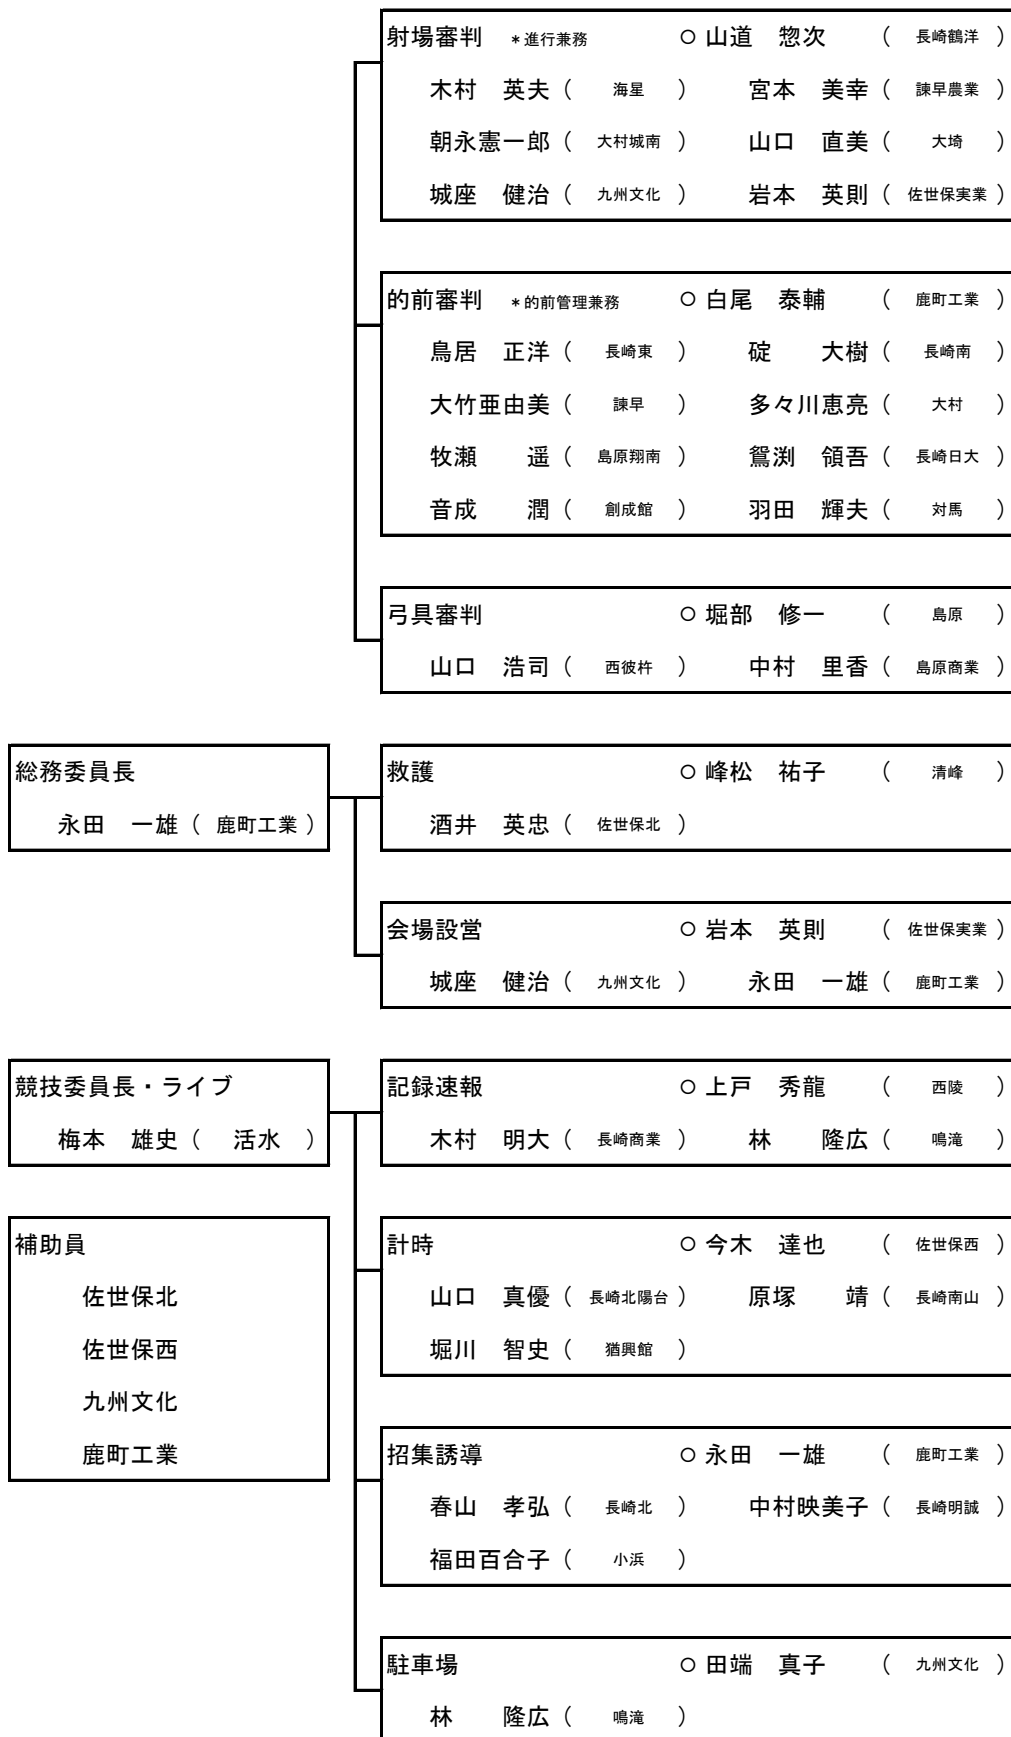 射場審判　＊進行兼務　○ 山道　惣次　（　長崎鶴洋　）
木村　英夫（　海星　）　宮本　美幸（　諫早農業　）
朝永憲一郎（　大村城南　）　山口　直美（　大埼　）
城座　健治（　九州文化　）　岩本　英則（　佐世保実業　）
的前審判　＊的前管理兼務　○ 白尾　泰輔　（　鹿町工業　）
鳥居　正洋（　長崎東　）　碇　　大樹（　長崎南　）
大竹亜由美（　諫早　）　多々川恵亮（　大村　）
牧瀬　　遥（　島原翔南　）　鴛渕　領吾（　長崎日大　）
音成　　潤（　創成館　）　羽田　輝夫（　対馬　）
弓具審判　○ 堀部　修一　（　島原　）
山口　浩司（　西彼杵　）　中村　里香（　島原商業　）
総務委員長
永田　一雄（　鹿町工業　）
救護　○ 峰松　祐子　（　清峰　）
酒井　英忠（　佐世保北　）
会場設営　○ 岩本　英則　（　佐世保実業　）
城座　健治（　九州文化　）　永田　一雄（　鹿町工業　）
競技委員長・ライブ
梅本　雄史（　活水　）
記録速報　○ 上戸　秀龍　（　西陵　）
木村　明大（　長崎商業　）　林　　隆広（　鳴滝　）
補助員
佐世保北
佐世保西
九州文化
鹿町工業
計時　○ 今木　達也　（　佐世保西　）
山口　真優（　長崎北陽台　）　原塚　　靖（　長崎南山　）
堀川　智史（　猶興館　）
招集誘導　○ 永田　一雄　（　鹿町工業　）
春山　孝弘（　長崎北　）　中村映美子（　長崎明誠　）
福田百合子（　小浜　）
駐車場　○ 田端　真子　（　九州文化　）
林　　隆広（　鳴滝　）